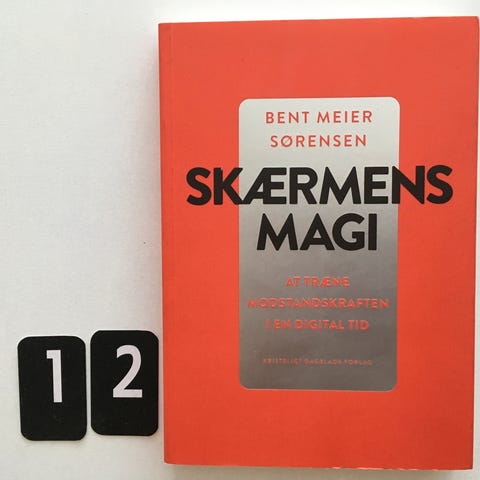 BENT MEIER
SØRENSEN
SKÆRMENS
MAGI
AT TRÆNE
MODSTANDSKRAFTEN
I EN DIGITAL TID
KRISTELIGT DAGBLADS FORLAG
1 2